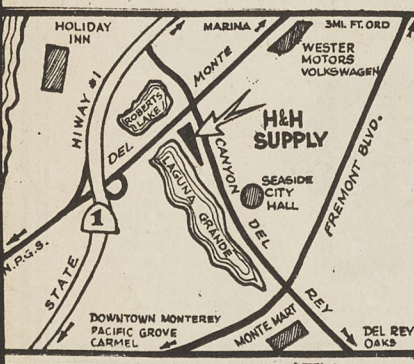 HOLIDAY
INN
MARINA
3MI. FT. ORD
WESTER
MOTORS
VOLKSWAGEN
HIWAY #1
ROBERTS
LAKE
DEL MONTE
H&H
SUPPLY
FREMONT BLVD.
LAGUNA GRANDE
CANYON DEL REY
SEASIDE
CITY
HALL
1
N.P.G.S.
STATE
DOWNTOWN MONTEREY
PACIFIC GROVE
CARMEL
MONTE MART
DEL REY
OAKS